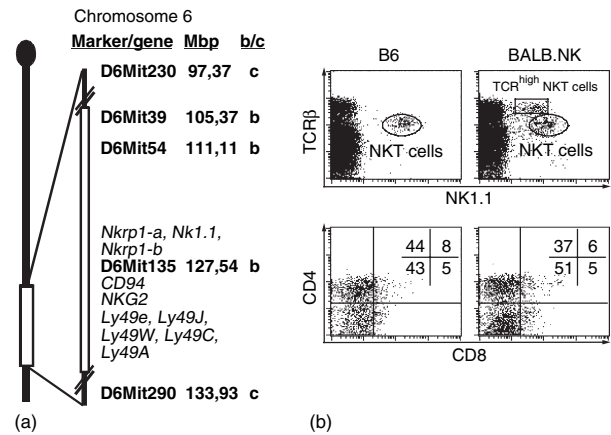 Chromosome 6
Marker/gene Mbp b/c
D6Mit230 97,37 c
D6Mit39 105,37 b
D6Mit54 111,11 b
Nkrp1-a, Nk1.1,
Nkrp1-b
D6Mit135 127,54 b
CD94
NKG2
Ly49e, Ly49J,
Ly49W, Ly49C,
Ly49A
D6Mit290 133,93 c
(a)
B6 BALB.NK
TCRhigh NKT cells
TCRβ
NKT cells NKT cells
NK1.1
44 8 37 6
43 5 51 5
CD4
CD8
(b)